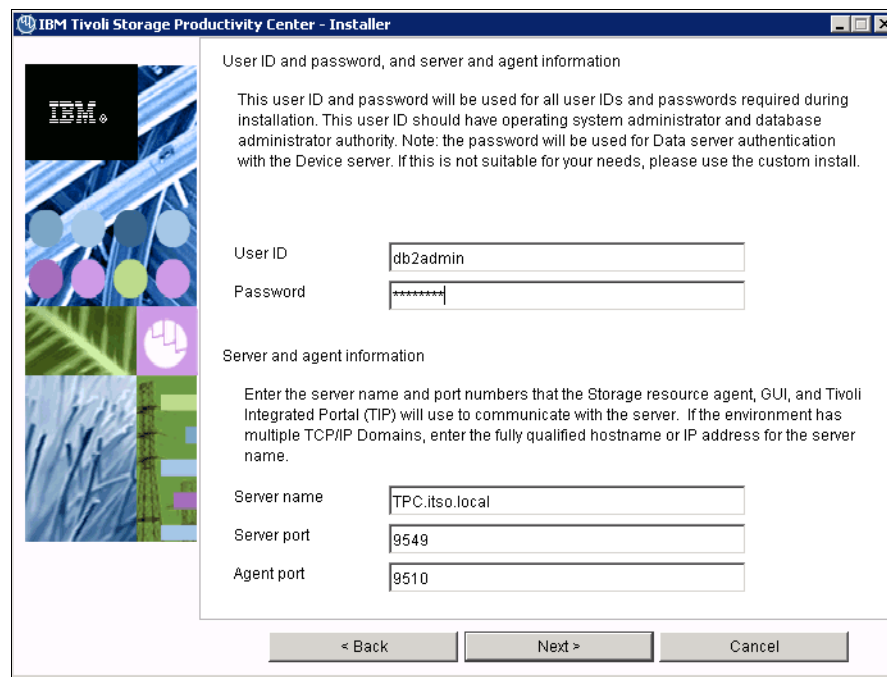 IBM Tivoli Storage Productivity Center - Installer
IBM®
User ID and password, and server and agent information
This user ID and password will be used for all user IDs and passwords required during
installation. This user ID should have operating system administrator and database
administrator authority. Note: the password will be used for Data server authentication
with the Device server. If this is not suitable for your needs, please use the custom install.
User ID
db2admin
Password
********
Server and agent information
Enter the server name and port numbers that the Storage resource agent, GUI, and Tivoli
Integrated Portal (TIP) will use to communicate with the server.  If the environment has
multiple TCP/IP Domains, enter the fully qualified hostname or IP address for the server
name.
Server name
TPC.itso.local
Server port
9549
Agent port
9510
< Back
Next >
Cancel